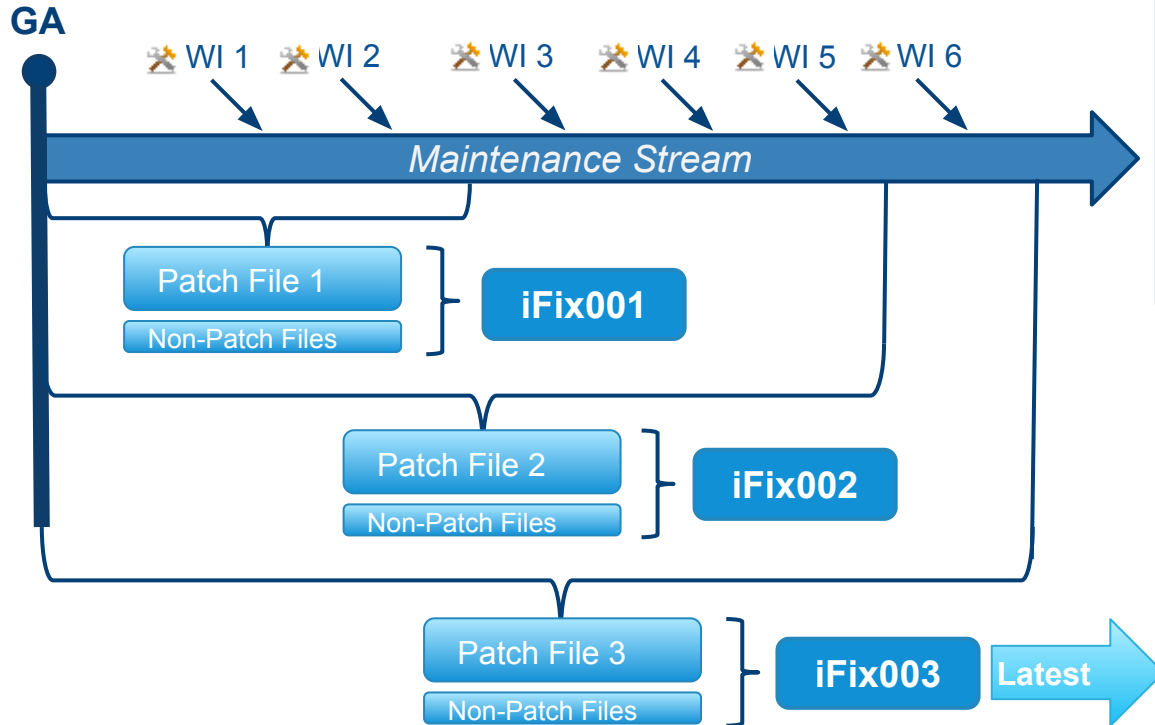 GA
WI 1
WI 2
WI 3
WI 4
WI 5
WI 6
Maintenance Stream
Patch File 1
Non-Patch Files
iFix001
Patch File 2
Non-Patch Files
iFix002
Patch File 3
Non-Patch Files
iFix003
Latest